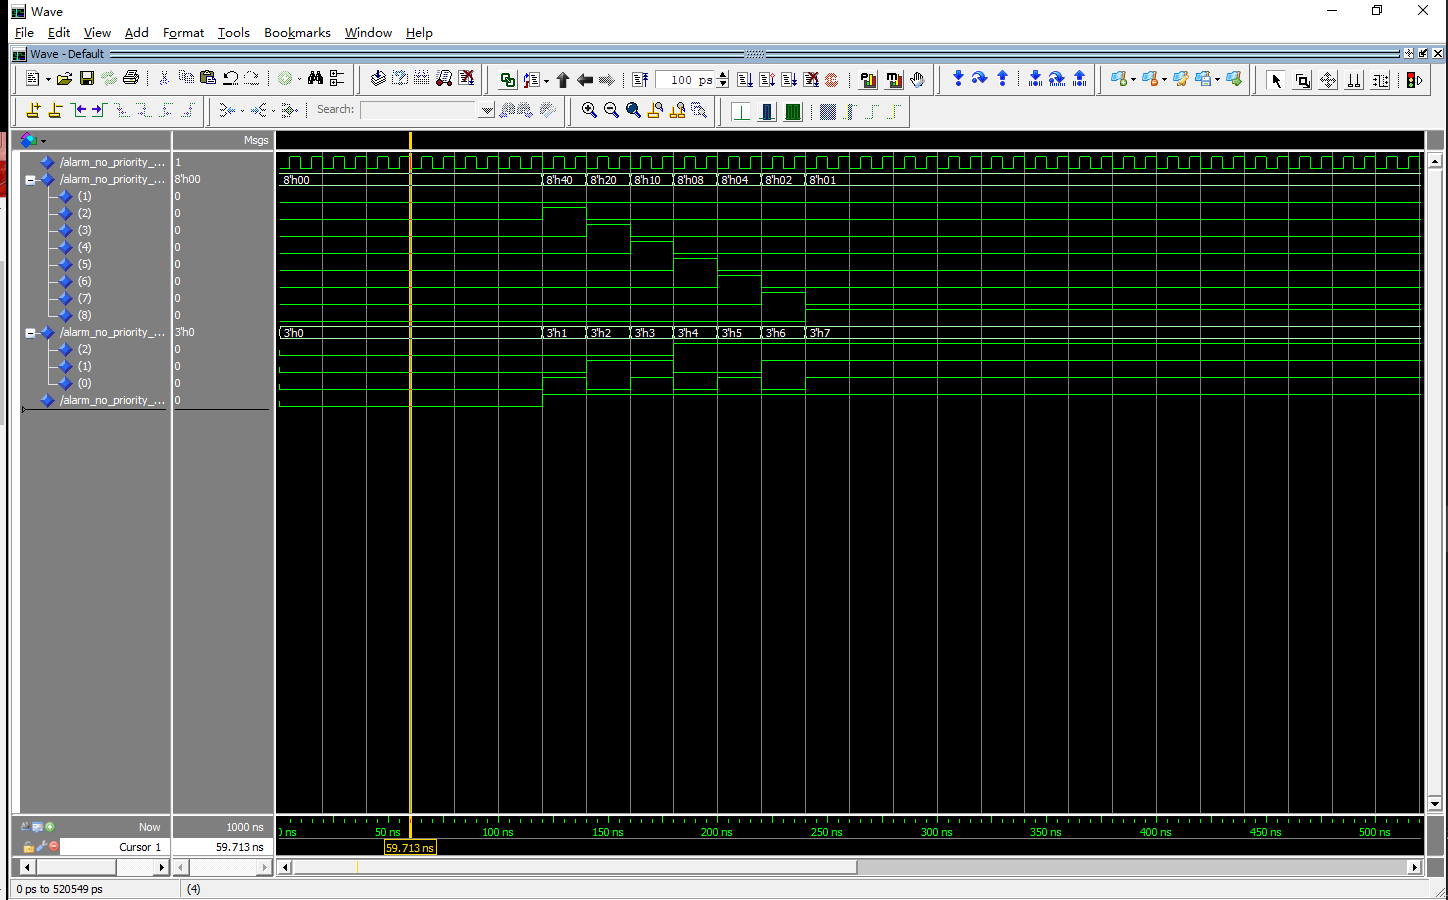 Wave
File Edit View Add Format Tools Bookmarks Window Help
Wave - Default
100 ps
Search:
Msgs
/alarm_no_priority_... 1
/alarm_no_priority_... 8'h00 8'h00 8'h40 8'h20 8'h10 8'h08 8'h04 8'h02 8'h01
(1) 0
(2) 0
(3) 0
(4) 0
(5) 0
(6) 0
(7) 0
(8) 0
/alarm_no_priority_... 3'h0 3'h0 3'h1 3'h2 3'h3 3'h4 3'h5 3'h6 3'h7
(2) 0
(1) 0
(0) 0
/alarm_no_priority_... 0
Now 1000 ns ns 50 ns 100 ns 150 ns 200 ns 250 ns 300 ns 350 ns 400 ns 450 ns 500 ns
Cursor 1 59.713 ns 59.713 ns
0 ps to 520549 ps (4)